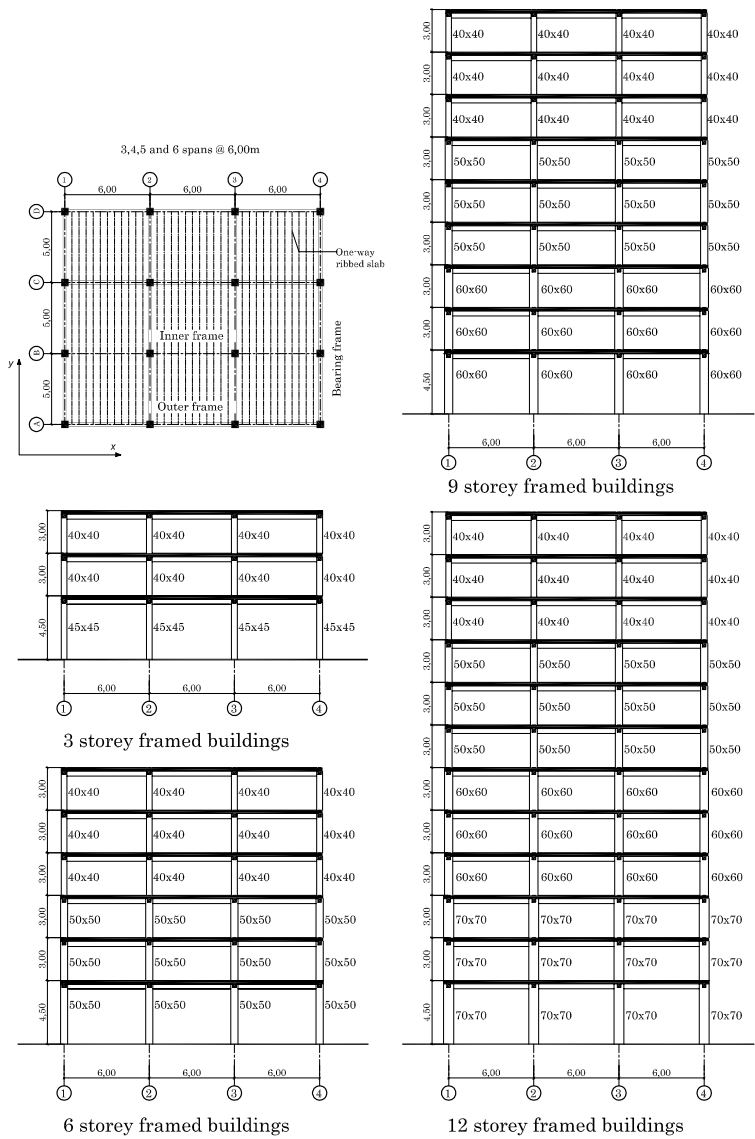 3,4,5 and 6 spans @ 6,00m
1 2 3 4
6,00 6,00 6,00
D
5,00
One-way
ribbed slab
C
5,00
Inner frame
Bearing frame
B
y
5,00
Outer frame
A
x
3,00 40x40 40x40 40x40 40x40
3,00 40x40 40x40 40x40 40x40
3,00 40x40 40x40 40x40 40x40
3,00 50x50 50x50 50x50 50x50
3,00 50x50 50x50 50x50 50x50
3,00 50x50 50x50 50x50 50x50
3,00 60x60 60x60 60x60 60x60
3,00 60x60 60x60 60x60 60x60
4,50 60x60 60x60 60x60 60x60
6,00 6,00 6,00
1 2 3 4
9 storey framed buildings
3,00 40x40 40x40 40x40 40x40
3,00 40x40 40x40 40x40 40x40
4,50 45x45 45x45 45x45 45x45
6,00 6,00 6,00
1 2 3 4
3 storey framed buildings
3,00 40x40 40x40 40x40 40x40
3,00 40x40 40x40 40x40 40x40
3,00 40x40 40x40 40x40 40x40
3,00 50x50 50x50 50x50 50x50
3,00 50x50 50x50 50x50 50x50
4,50 50x50 50x50 50x50 50x50
6,00 6,00 6,00
1 2 3 4
6 storey framed buildings
3,00 40x40 40x40 40x40 40x40
3,00 40x40 40x40 40x40 40x40
3,00 40x40 40x40 40x40 40x40
3,00 50x50 50x50 50x50 50x50
3,00 50x50 50x50 50x50 50x50
3,00 50x50 50x50 50x50 50x50
3,00 60x60 60x60 60x60 60x60
3,00 60x60 60x60 60x60 60x60
3,00 60x60 60x60 60x60 60x60
3,00 70x70 70x70 70x70 70x70
3,00 70x70 70x70 70x70 70x70
4,50 70x70 70x70 70x70 70x70
6,00 6,00 6,00
1 2 3 4
12 storey framed buildings